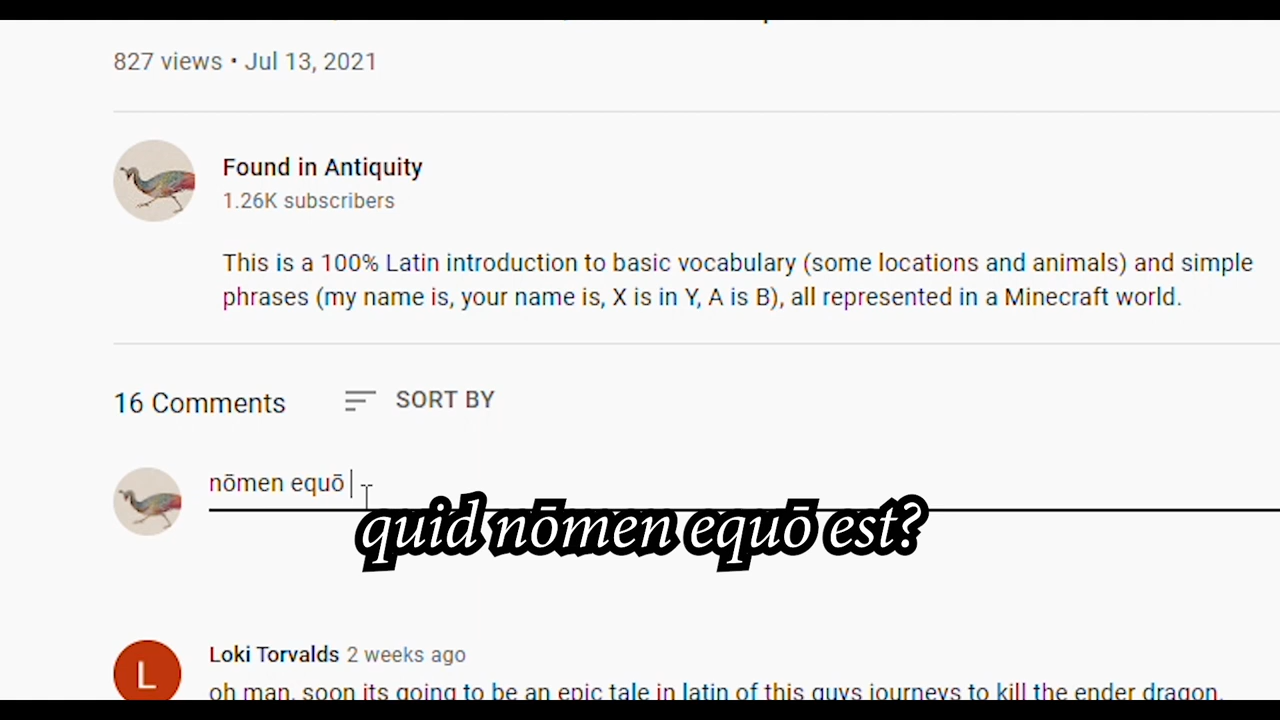 827 views • Jul 13, 2021
Found in Antiquity
1.26K subscribers
This is a 100% Latin introduction to basic vocabulary (some locations and animals) and simple
phrases (my name is, your name is, X is in Y, A is B), all represented in a Minecraft world.
16 Comments
SORT BY
nōmen equō
quid nōmen equō est?
L
Loki Torvalds 2 weeks ago
oh man, soon its going to be an epic tale in latin of this guys journeys to kill the ender dragon.